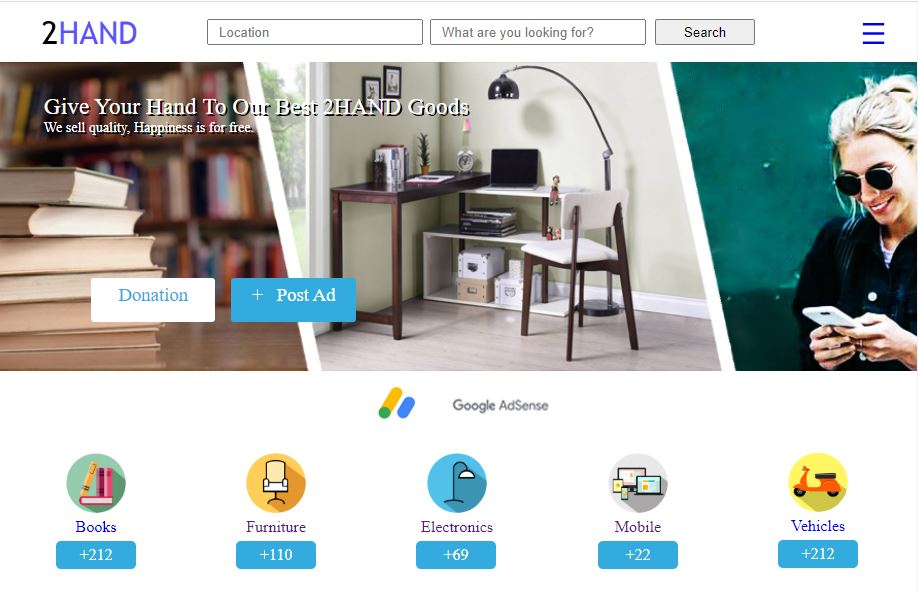 2HAND
Location
What are you looking for?
Search
Give Your Hand To Our Best 2HAND Goods
We sell quality, Happiness is for free.
Donation
+ Post Ad
Google AdSense
Books
Furniture
Electronics
Mobile
Vehicles
+212
+110
+69
+22
+212